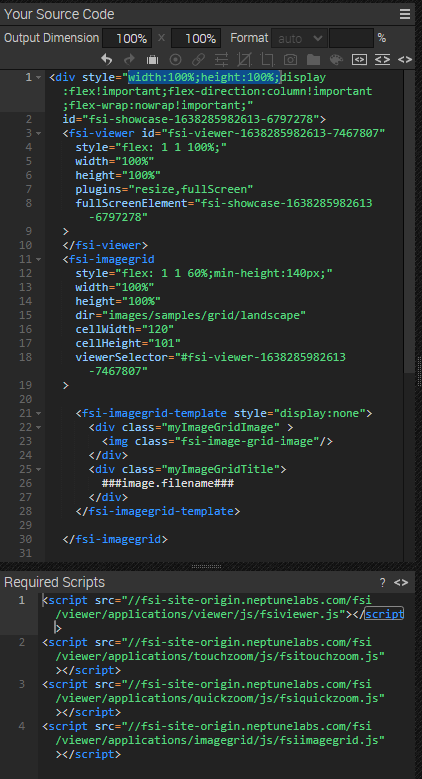 Your Source Code
Output Dimension 100% X 100% Format auto %
1 <div style="width:100%;height:100%;display
:flex!important;flex-direction:column!important
;flex-wrap:nowrap!important;"
2 id="fsi-showcase-1638285982613-6797278">
3 <fsi-viewer id="fsi-viewer-1638285982613-7467807"
4 style="flex: 1 1 100%;"
5 width="100%"
6 height="100%"
7 plugins="resize,fullScreen"
8 fullScreenElement="fsi-showcase-1638285982613
-6797278"
9 >
10 </fsi-viewer>
11 <fsi-imagegrid
12 style="flex: 1 1 60%;min-height:140px;"
13 width="100%"
14 height="100%"
15 dir="images/samples/grid/landscape"
16 cellWidth="120"
17 cellHeight="101"
18 viewerSelector="#fsi-viewer-1638285982613
-7467807"
19 >
20
21 <fsi-imagegrid-template style="display:none">
22 <div class="myImageGridImage" >
23 <img class="fsi-image-grid-image"/>
24 </div>
25 <div class="myImageGridTitle">
26 ###image.filename###
27 </div>
28 </fsi-imagegrid-template>
29
30 </fsi-imagegrid>
31
Required Scripts ? <>
1 <script src="//fsi-site-origin.neptunelabs.com/fsi
/viewer/applications/viewer/js/fsiviewer.js"></script
>
2 <script src="//fsi-site-origin.neptunelabs.com/fsi
/viewer/applications/touchzoom/js/fsitouchzoom.js"
></script>
3 <script src="//fsi-site-origin.neptunelabs.com/fsi
/viewer/applications/quickzoom/js/fsiquickzoom.js"
></script>
4 <script src="//fsi-site-origin.neptunelabs.com/fsi
/viewer/applications/imagegrid/js/fsiimagegrid.js"
></script>